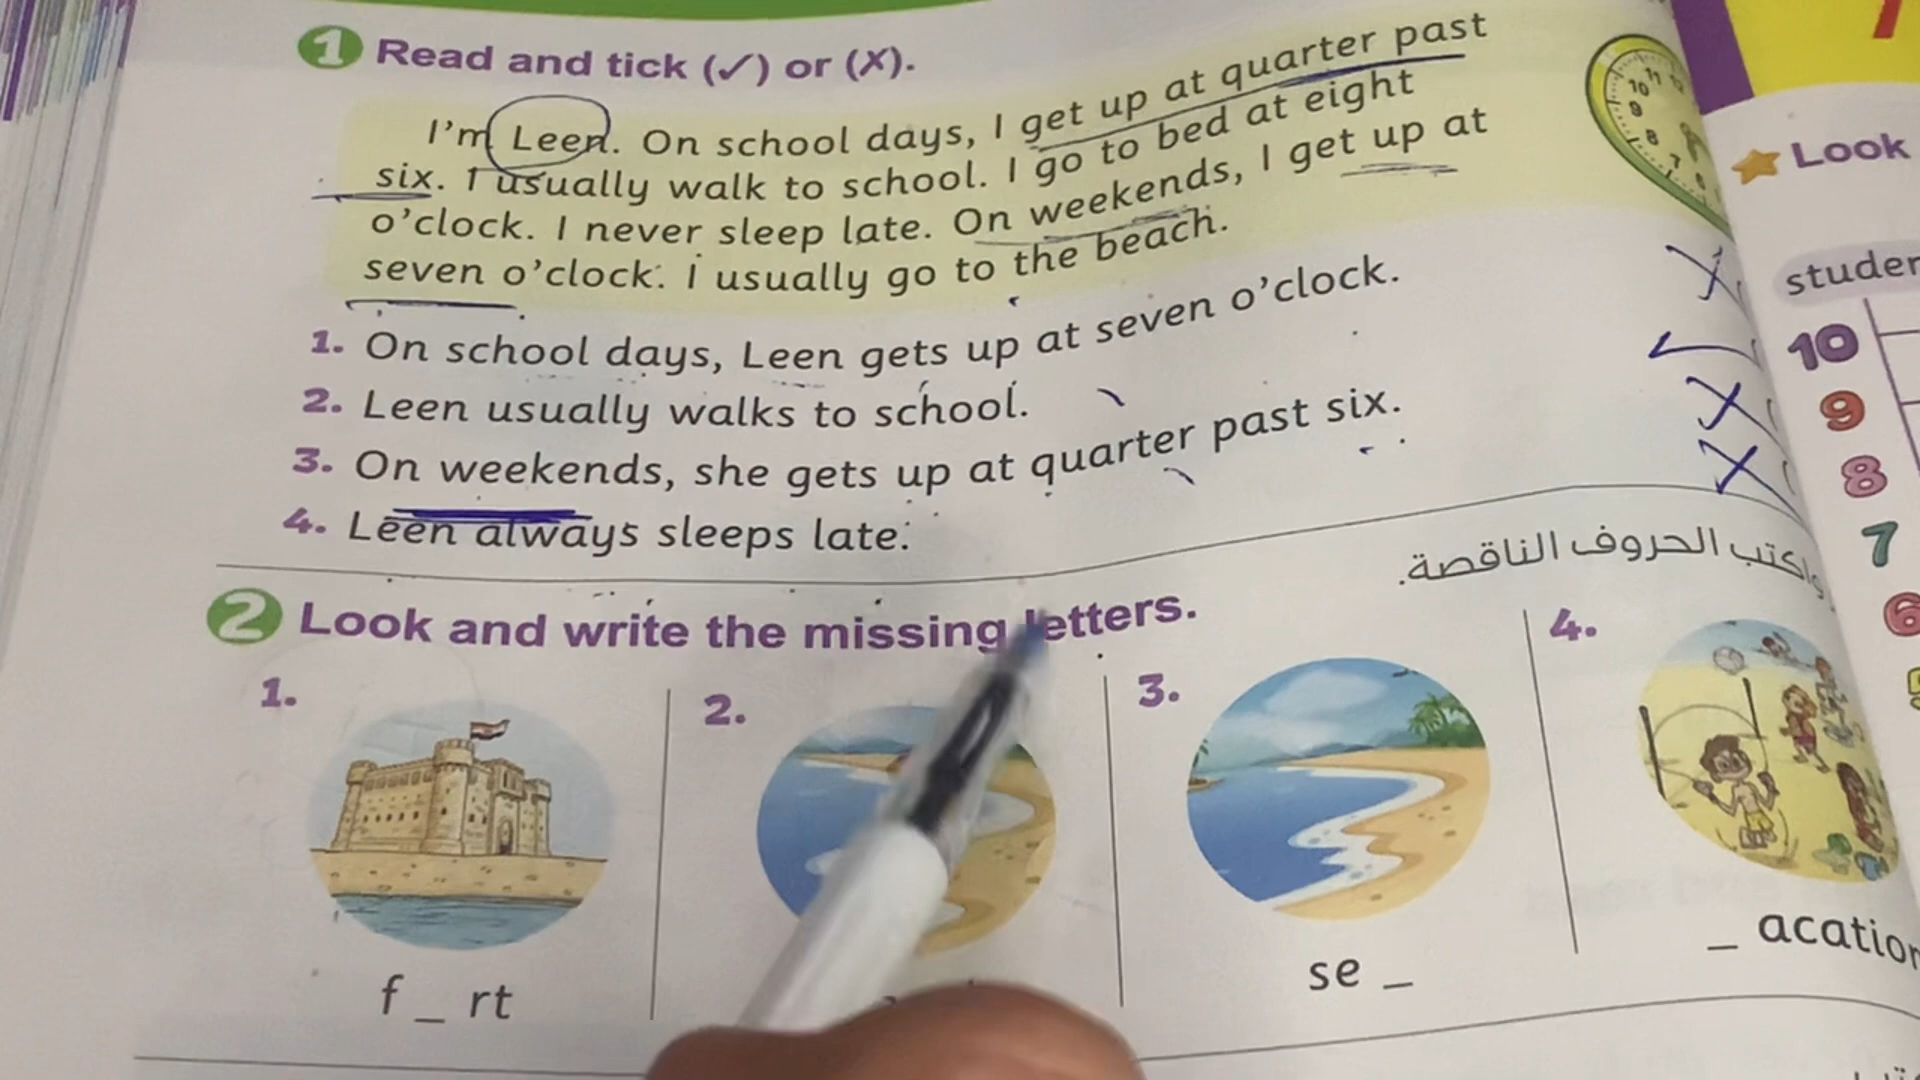 1 Read and tick (✓) or (X).
I'm Leen. On school days, I get up at quarter past
six. I usually walk to school. I go to bed at eight
o'clock. I never sleep late. On weekends, I get up at
seven o'clock. I usually go to the beach.
1. On school days, Leen gets up at seven o'clock. X
2. Leen usually walks to school. ✓
3. On weekends, she gets up at quarter past six. X
4. Leen always sleeps late. X
واكتب الحروف الناقصة.
2 Look and write the missing letters.
1.
2.
3.
4.
f _ rt
se _
_ acation
Look
studen
10
9
8
7
6